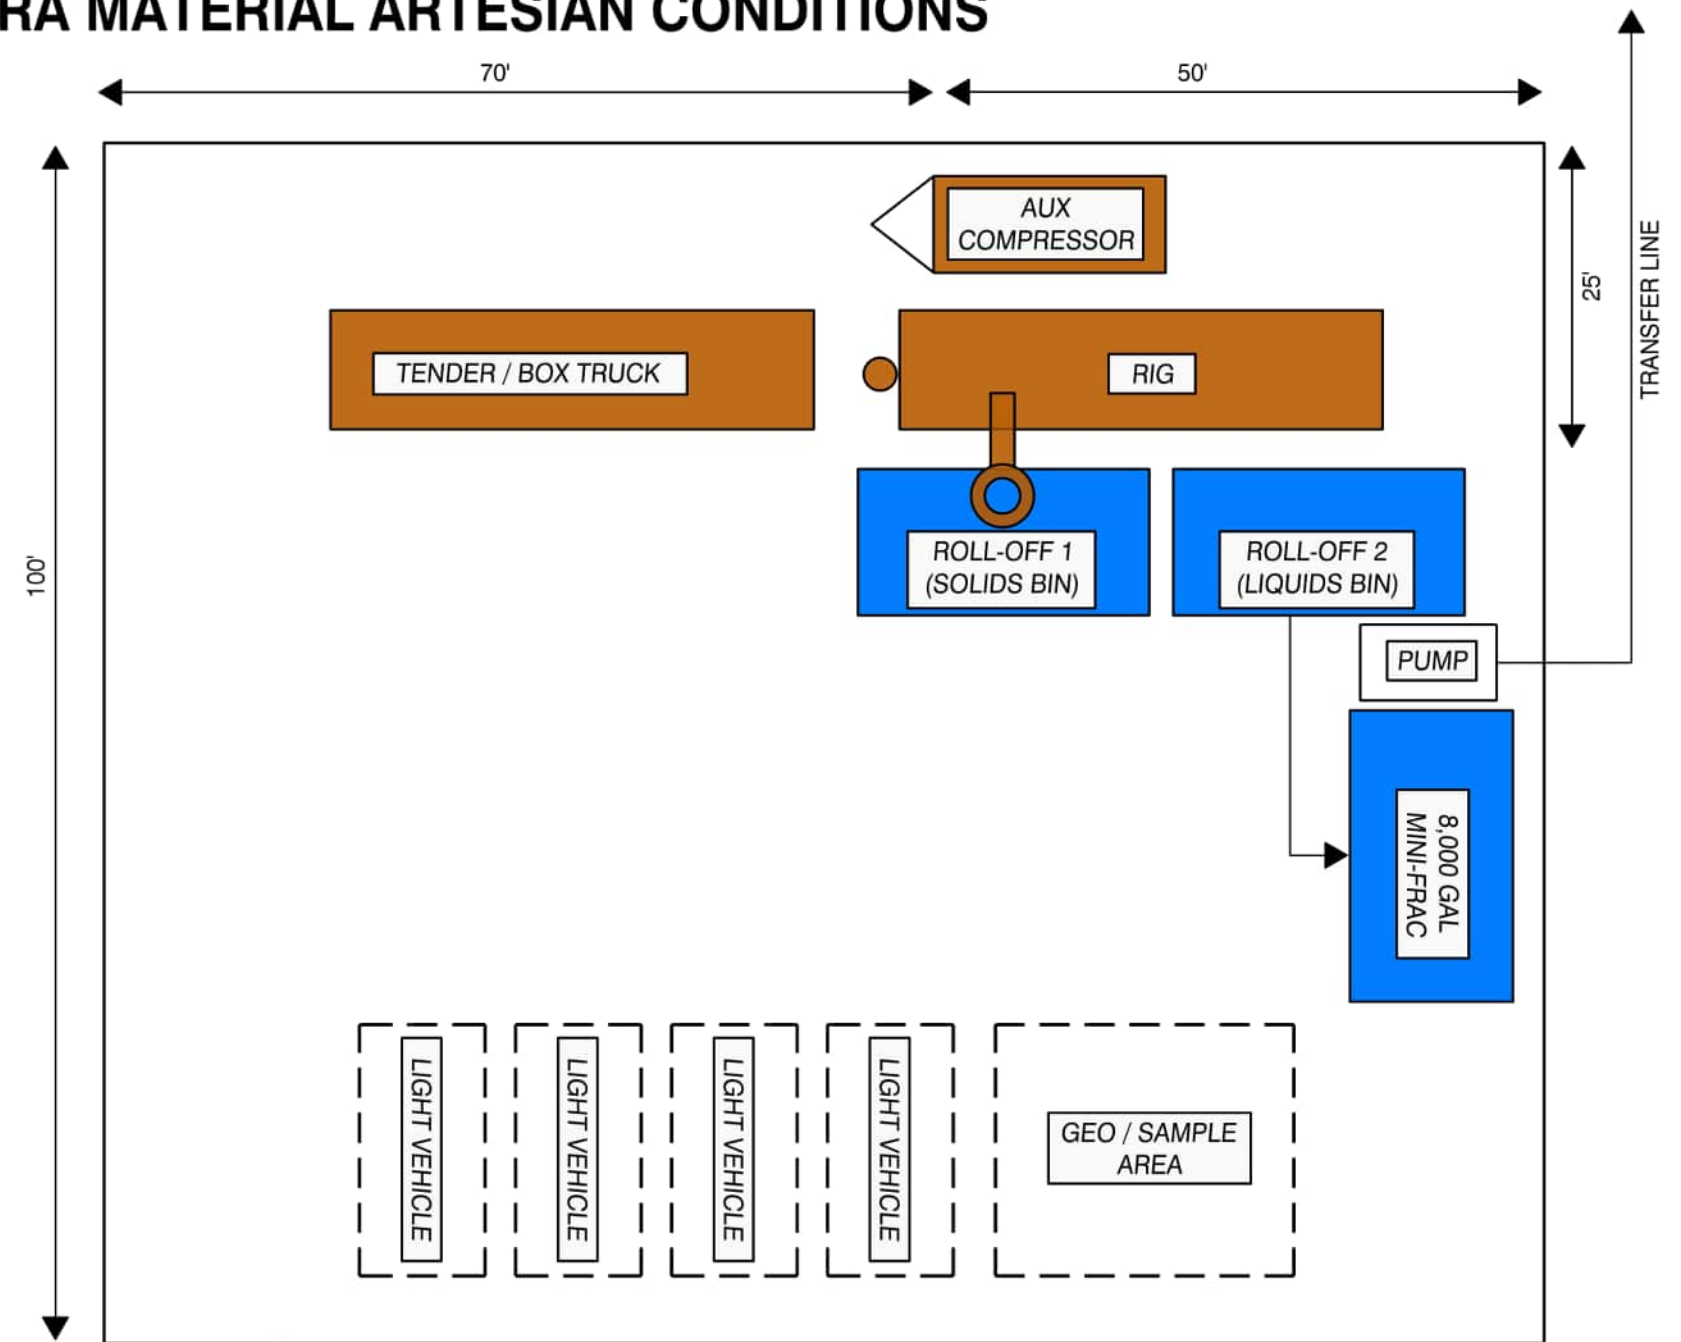 RA MATERIAL ARTESIAN CONDITIONS
70'
50'
AUX
COMPRESSOR
25'
TRANSFER LINE
TENDER / BOX TRUCK
RIG
100'
ROLL-OFF 1
(SOLIDS BIN)
ROLL-OFF 2
(LIQUIDS BIN)
PUMP
8,000 GAL
MINI-FRAC
LIGHT VEHICLE
LIGHT VEHICLE
LIGHT VEHICLE
LIGHT VEHICLE
GEO / SAMPLE
AREA